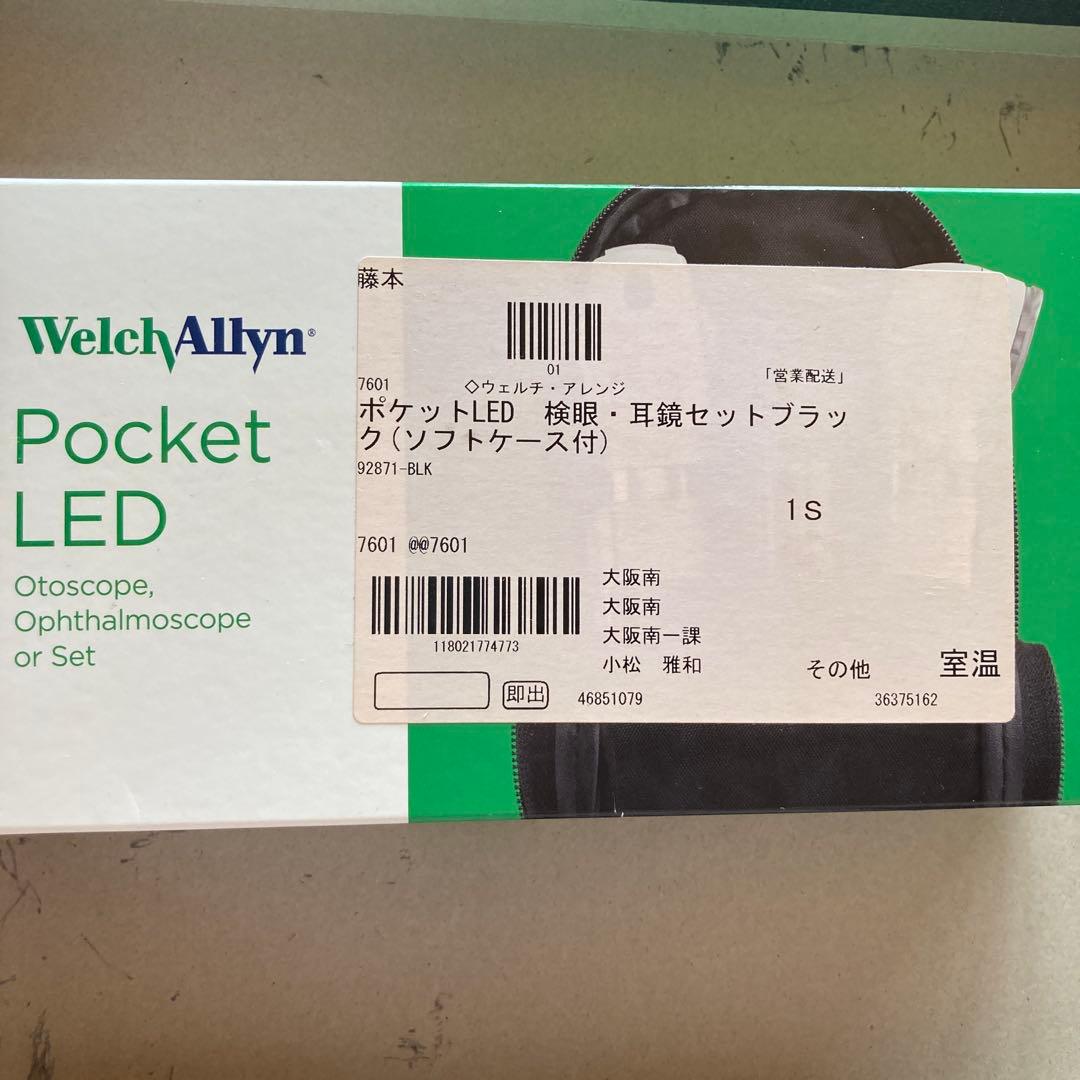 WelchAllyn®
Pocket
LED
Otoscope,
Ophthalmoscope
or Set
藤本
01
7601
◇ウェルチ・アレンジ
「営業配送」
ポケットLED 検眼・耳鏡セットブラッ
ク(ソフトケース付)
92871-BLK
1S
7601 @@7601
118021774773
大阪南
大阪南
大阪南一課
小松 雅和
その他
室温
即出
46851079
36375162